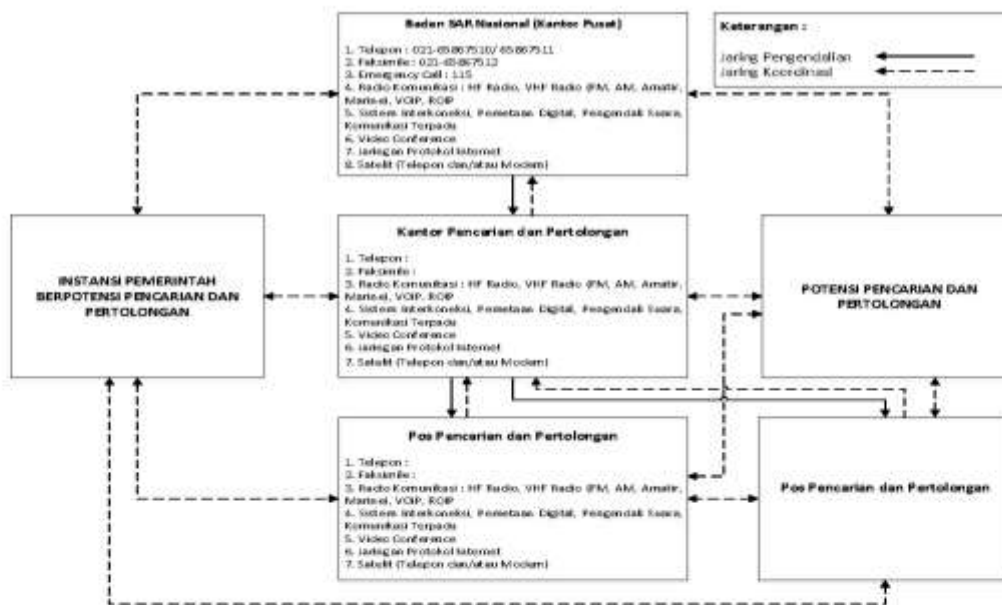 Badan SAR Nasional (Kantor Pusat)
1. Telepon : 021-65867510/ 65867511
2. Faksimile : 021-65867512
3. Emergency Call : 115
4. Radio Komunikasi : HF Radio, VHF Radio (FM, AM, Amatir,
Marine), VOIP, ROIP
5. Sistem Interkoneksi, Pemetaan Digital, Pengendali Suara,
Komunikasi Terpadu
6. Video Conference
7. Jaringan Protokol Internet
8. Satelit (Telepon dan/atau Modem)
Keterangan :
Jaring Pengendalian
Jaring Koordinasi
INSTANSI PEMERINTAH
BERPOTENSI PENCARIAN DAN
PERTOLONGAN
Kantor Pencarian dan Pertolongan
1. Telepon :
2. Faksimile :
3. Radio Komunikasi : HF Radio, VHF Radio (FM, AM, Amatir,
Marine), VOIP, ROIP
4. Sistem Interkoneksi, Pemetaan Digital, Pengendali Suara,
Komunikasi Terpadu
5. Video Conference
6. Jaringan Protokol Internet
7. Satelit (Telepon dan/atau Modem)
POTENSI PENCARIAN DAN
PERTOLONGAN
Pos Pencarian dan Pertolongan
1. Telepon :
2. Faksimile :
3. Radio Komunikasi : HF Radio, VHF Radio (FM, AM, Amatir,
Marine), VOIP, ROIP
4. Sistem Interkoneksi, Pemetaan Digital, Pengendali Suara,
Komunikasi Terpadu
5. Video Conference
6. Jaringan Protokol Internet
7. Satelit (Telepon dan/atau Modem)
Pos Pencarian dan Pertolongan